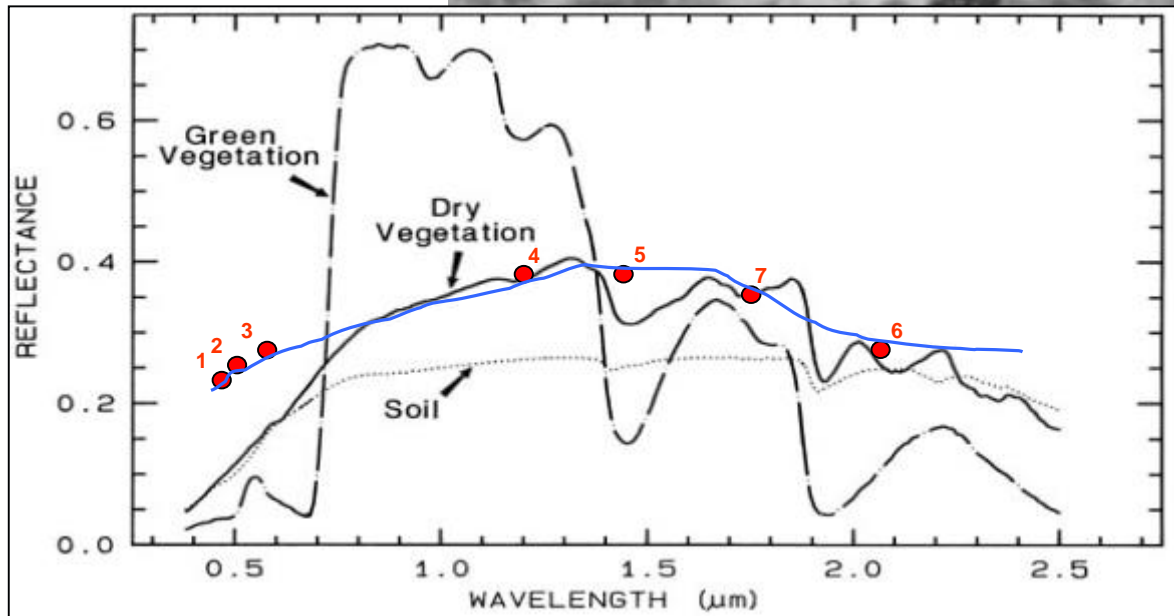 0.6
Green
Vegetation
Dry
Vegetation
4
5
0.4
7
3
2
1
6
Soil
0.2
0.0
0.5
1.0
1.5
2.0
2.5
REFLECTANCE
WAVELENGTH (μm)